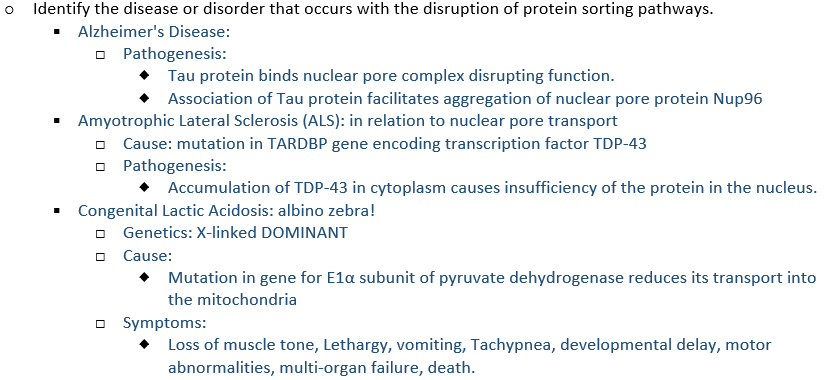 Identify the disease or disorder that occurs with the disruption of protein sorting pathways.
Alzheimer's Disease:
Pathogenesis:
Tau protein binds nuclear pore complex disrupting function.
Association of Tau protein facilitates aggregation of nuclear pore protein Nup96
Amyotrophic Lateral Sclerosis (ALS): in relation to nuclear pore transport
Cause: mutation in TARDBP gene encoding transcription factor TDP-43
Pathogenesis:
Accumulation of TDP-43 in cytoplasm causes insufficiency of the protein in the nucleus.
Congenital Lactic Acidosis: albino zebra!
Genetics: X-linked DOMINANT
Cause:
Mutation in gene for E1α subunit of pyruvate dehydrogenase reduces its transport into
the mitochondria
Symptoms:
Loss of muscle tone, Lethargy, vomiting, Tachypnea, developmental delay, motor
abnormalities, multi-organ failure, death.